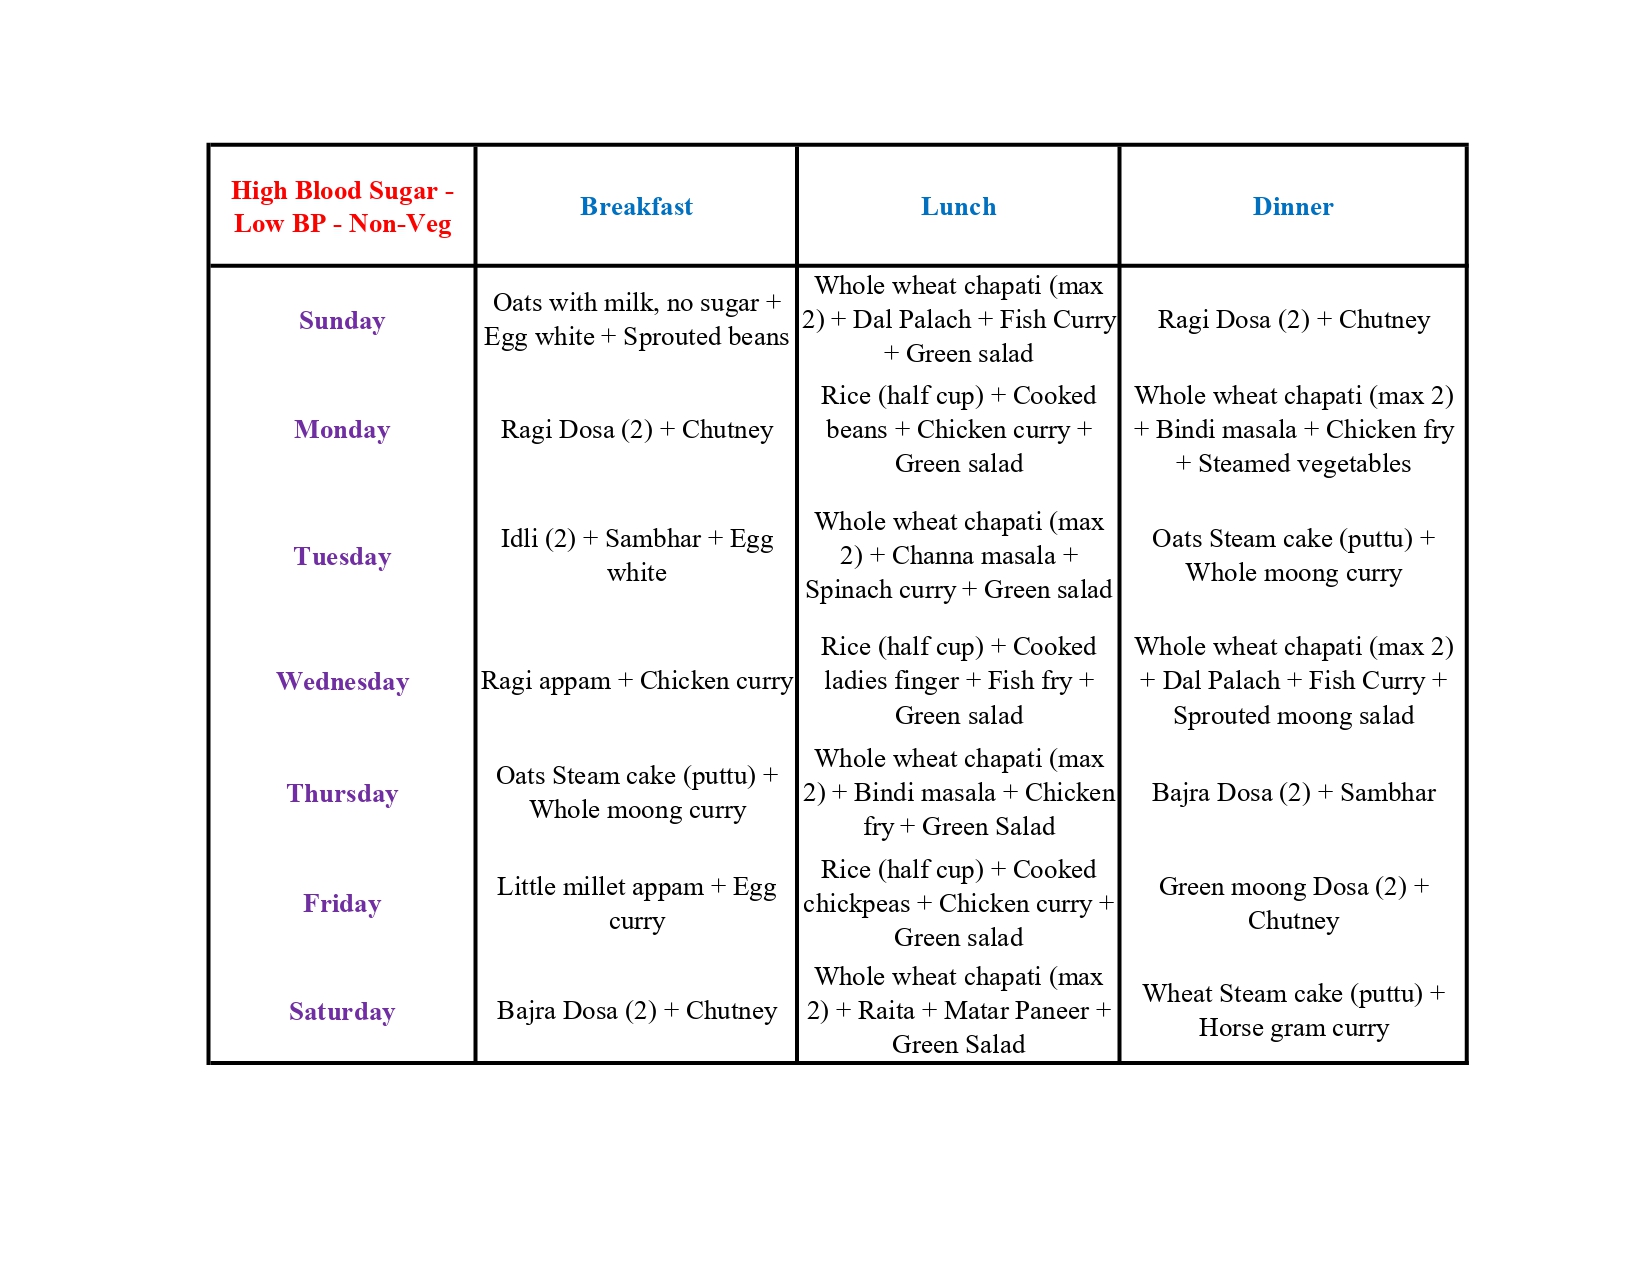 High Blood Sugar -
Low BP - Non-Veg
Breakfast
Lunch
Dinner
Sunday
Oats with milk, no sugar +
Egg white + Sprouted beans
Whole wheat chapati (max
2) + Dal Palach + Fish Curry
+ Green salad
Ragi Dosa (2) + Chutney
Monday
Ragi Dosa (2) + Chutney
Rice (half cup) + Cooked
beans + Chicken curry +
Green salad
Whole wheat chapati (max 2)
+ Bindi masala + Chicken fry
+ Steamed vegetables
Tuesday
Idli (2) + Sambhar + Egg
white
Whole wheat chapati (max
2) + Channa masala +
Spinach curry + Green salad
Oats Steam cake (puttu) +
Whole moong curry
Wednesday
Ragi appam + Chicken curry
Rice (half cup) + Cooked
ladies finger + Fish fry +
Green salad
Whole wheat chapati (max 2)
+ Dal Palach + Fish Curry +
Sprouted moong salad
Thursday
Oats Steam cake (puttu) +
Whole moong curry
Whole wheat chapati (max
2) + Bindi masala + Chicken
fry + Green Salad
Bajra Dosa (2) + Sambhar
Friday
Little millet appam + Egg
curry
Rice (half cup) + Cooked
chickpeas + Chicken curry +
Green salad
Green moong Dosa (2) +
Chutney
Saturday
Bajra Dosa (2) + Chutney
Whole wheat chapati (max
2) + Raita + Matar Paneer +
Green Salad
Wheat Steam cake (puttu) +
Horse gram curry